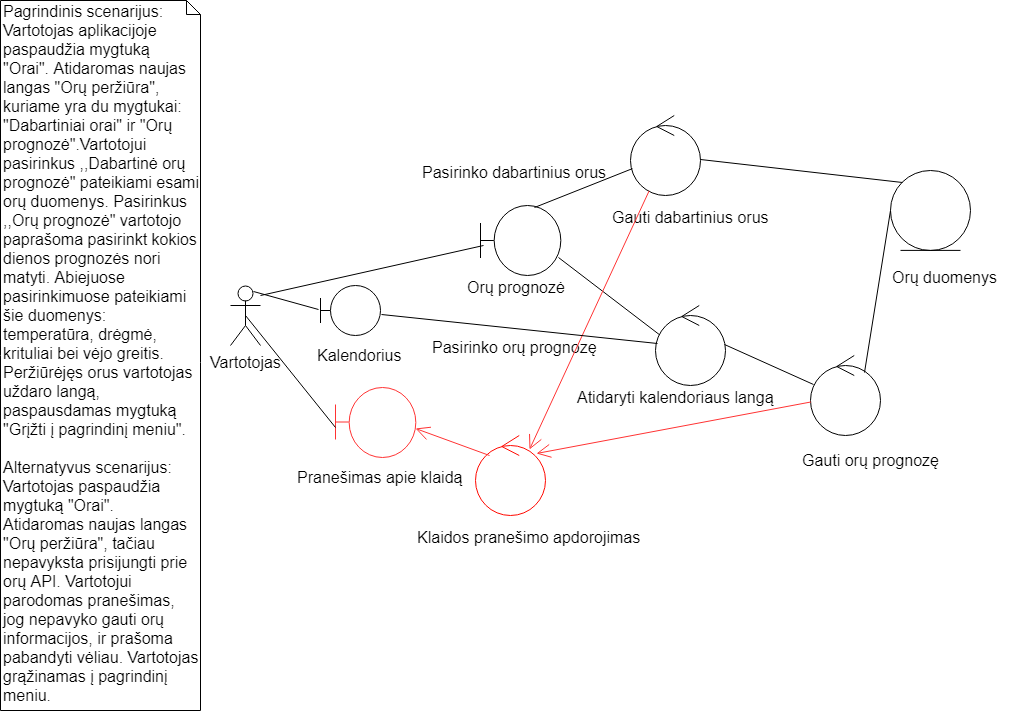 Pagrindinis scenarijus:
Vartotojas aplikacijoje
paspaudžia mygtuką
"Orai". Atidaromas naujas
langas "Orų peržiūra",
kuriame yra du mygtukai:
"Dabartiniai orai" ir "Orų
prognozė".Vartotojui
pasirinkus ,,Dabartinė orų
prognozė" pateikiami esami
orų duomenys. Pasirinkus
,,Orų prognozė" vartotojo
paprašoma pasirinkt kokios
dienos prognozės nori
matyti. Abiejuose
pasirinkimuose pateikiami
šie duomenys:
temperatūra, drėgmė,
krituliai bei vėjo greitis.
Peržiūrėjęs orus vartotojas
uždaro langą,
paspausdamas mygtuką
"Grįžti į pagrindinį meniu".

Alternatyvus scenarijus:
Vartotojas paspaudžia
mygtuką "Orai".
Atidaromas naujas langas
"Orų peržiūra", tačiau
nepavyksta prisijungti prie
orų API. Vartotojui
parodomas pranešimas,
jog nepavyko gauti orų
informacijos, ir prašoma
pabandyti vėliau. Vartotojas
grąžinamas į pagrindinį
meniu.
Pasirinko dabartinius orus
Gauti dabartinius orus
Orų duomenys
Orų prognozė
Vartotojas
Kalendorius
Pasirinko orų prognozę
Atidaryti kalendoriaus langą
Gauti orų prognozę
Pranešimas apie klaidą
Klaidos pranešimo apdorojimas